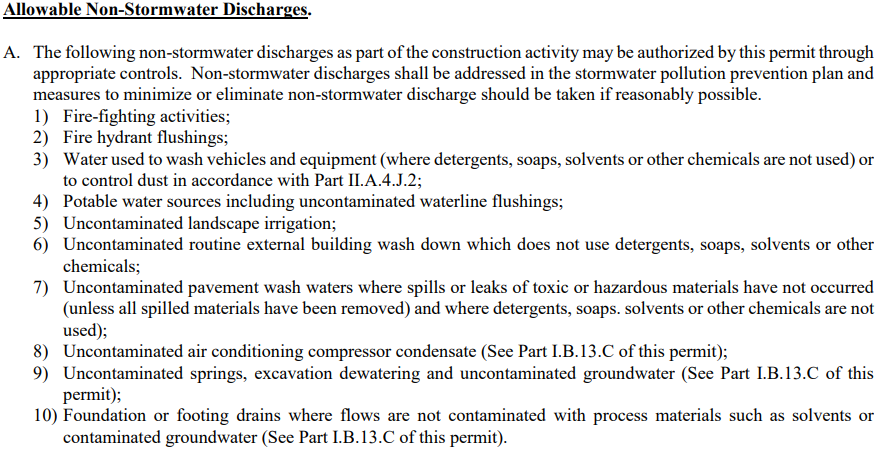 Allowable Non-Stormwater Discharges.
A. The following non-stormwater discharges as part of the construction activity may be authorized by this permit through
appropriate controls. Non-stormwater discharges shall be addressed in the stormwater pollution prevention plan and
measures to minimize or eliminate non-stormwater discharge should be taken if reasonably possible.
1) Fire-fighting activities;
2) Fire hydrant flushings;
3) Water used to wash vehicles and equipment (where detergents, soaps, solvents or other chemicals are not used) or
to control dust in accordance with Part II.A.4.J.2;
4) Potable water sources including uncontaminated waterline flushings;
5) Uncontaminated landscape irrigation;
6) Uncontaminated routine external building wash down which does not use detergents, soaps, solvents or other
chemicals;
7) Uncontaminated pavement wash waters where spills or leaks of toxic or hazardous materials have not occurred
(unless all spilled materials have been removed) and where detergents, soaps. solvents or other chemicals are not
used);
8) Uncontaminated air conditioning compressor condensate (See Part I.B.13.C of this permit);
9) Uncontaminated springs, excavation dewatering and uncontaminated groundwater (See Part I.B.13.C of this
permit);
10) Foundation or footing drains where flows are not contaminated with process materials such as solvents or
contaminated groundwater (See Part I.B.13.C of this permit).